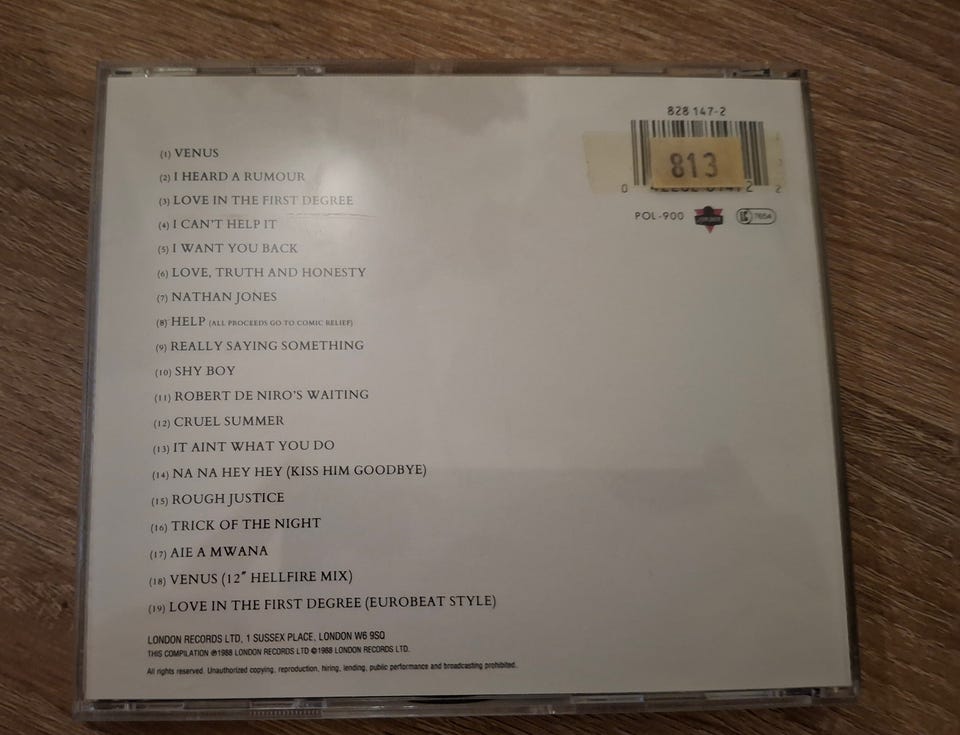 828 147-2
813
POL-900
7654
(1) VENUS
(2) I HEARD A RUMOUR
(3) LOVE IN THE FIRST DEGREE
(4) I CAN'T HELP IT
(5) I WANT YOU BACK
(6) LOVE, TRUTH AND HONESTY
(7) NATHAN JONES
(8) HELP (ALL PROCEEDS GO TO COMIC RELIEF)
(9) REALLY SAYING SOMETHING
(10) SHY BOY
(11) ROBERT DE NIRO'S WAITING
(12) CRUEL SUMMER
(13) IT AINT WHAT YOU DO
(14) NA NA HEY HEY (KISS HIM GOODBYE)
(15) ROUGH JUSTICE
(16) TRICK OF THE NIGHT
(17) AIE A MWANA
(18) VENUS (12″ HELLFIRE MIX)
(19) LOVE IN THE FIRST DEGREE (EUROBEAT STYLE)
LONDON RECORDS LTD, 1 SUSSEX PLACE, LONDON W6 9SQ
THIS COMPILATION ℗1988 LONDON RECORDS LTD ©1988 LONDON RECORDS LTD.
All rights reserved. Unauthorized copying, reproduction, hiring, lending, public performance and broadcasting prohibited.